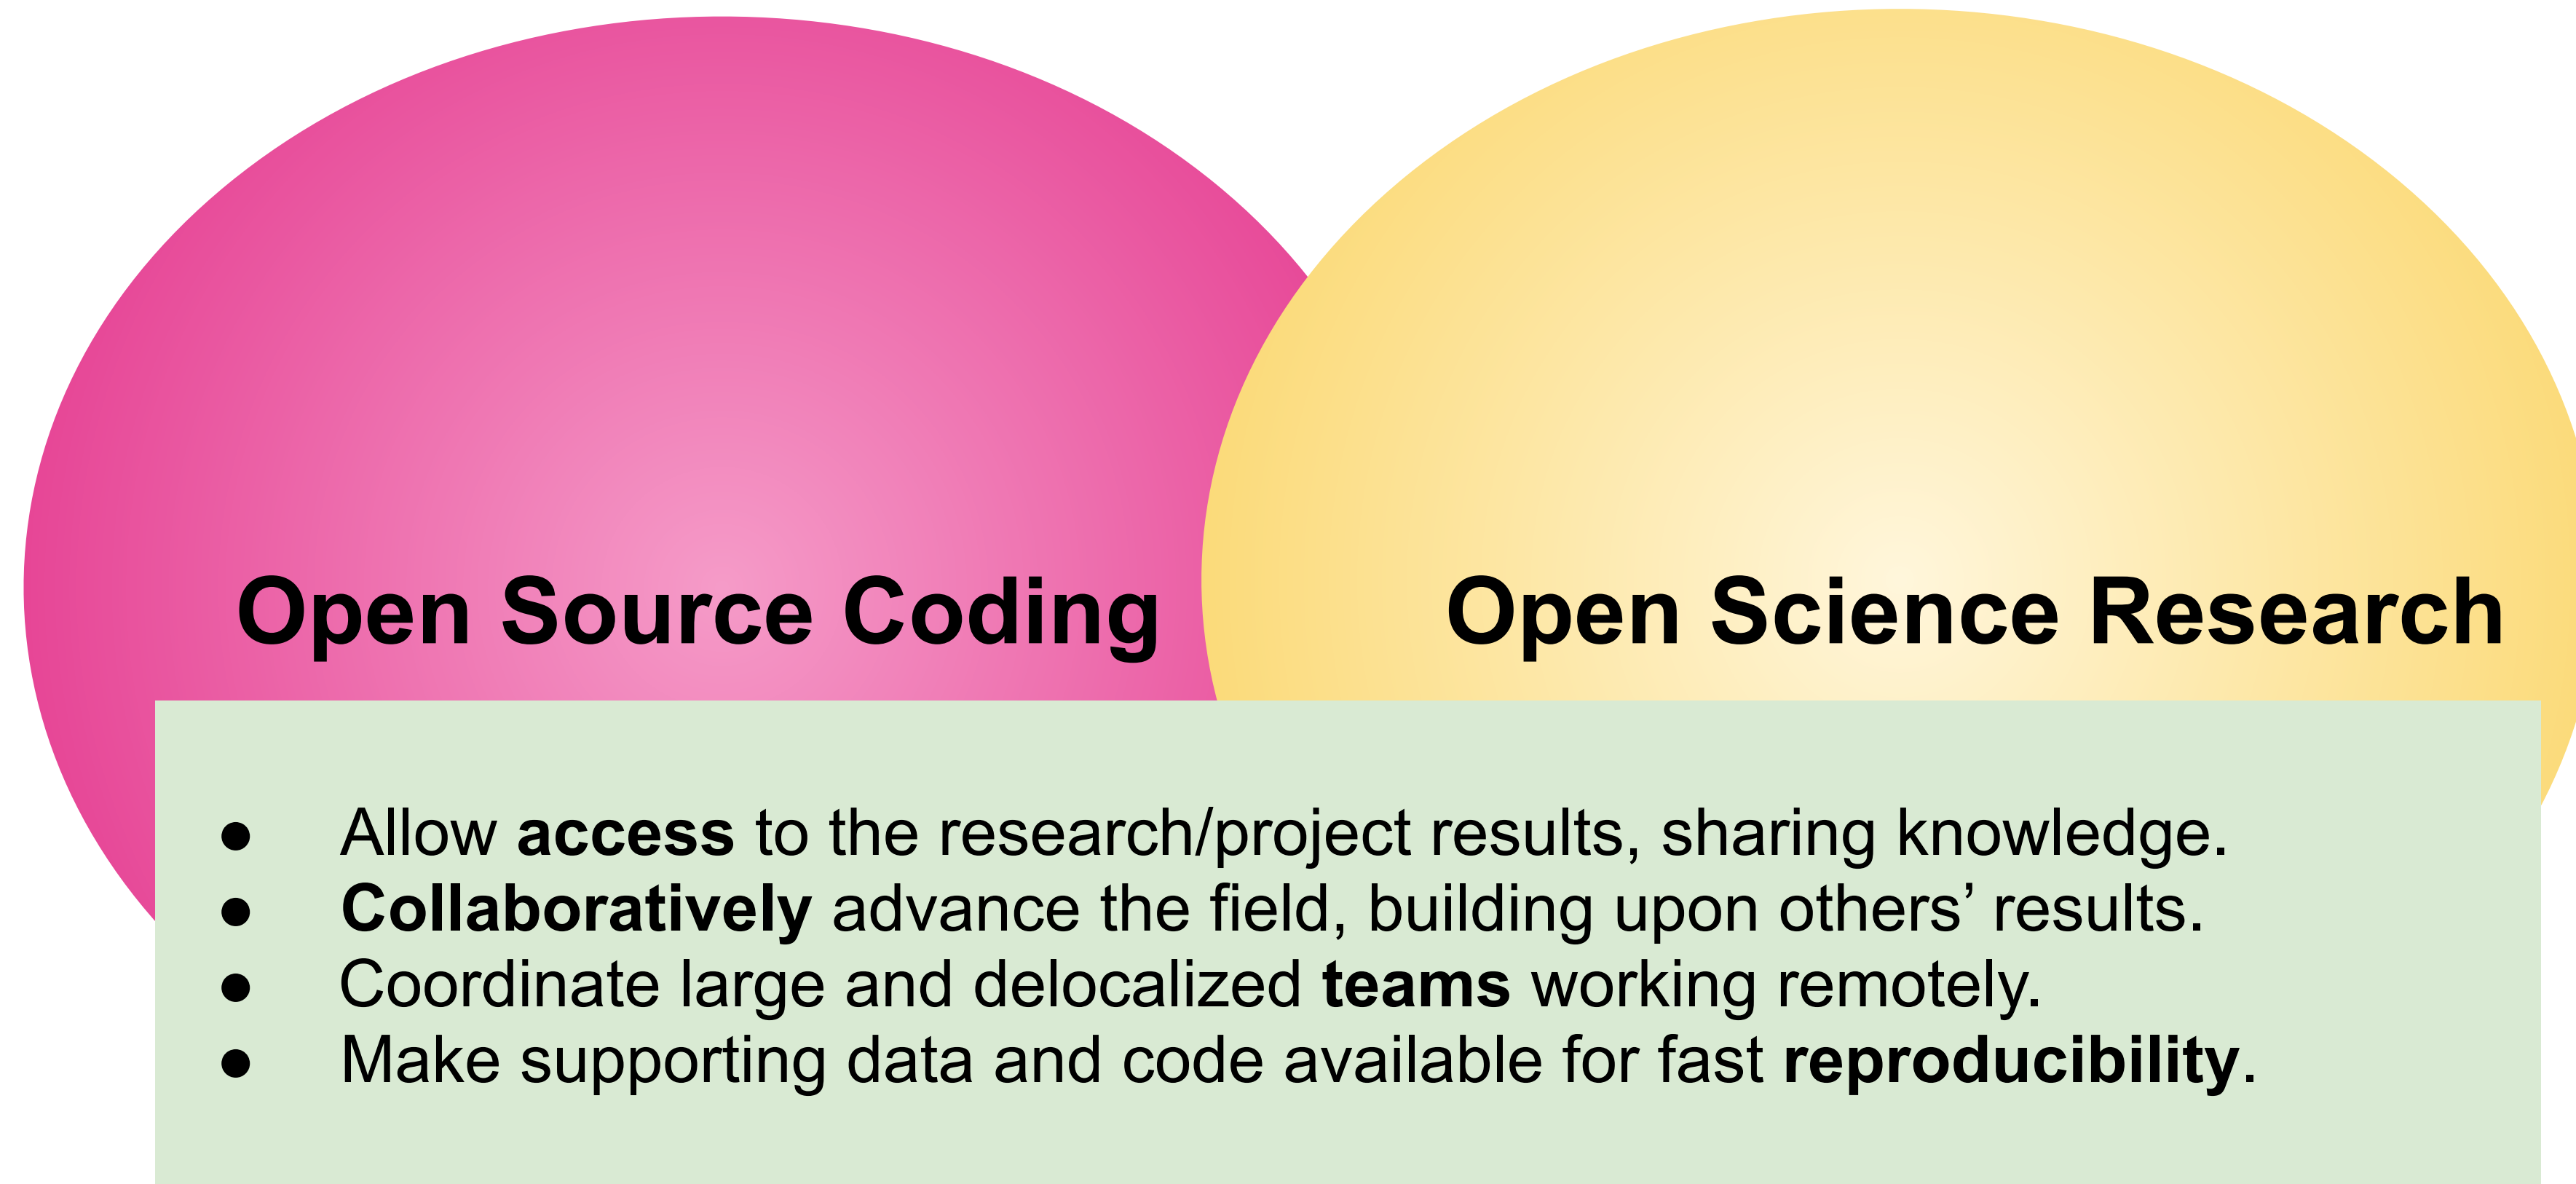 Open Source Coding
Open Science Research
● Allow access to the research/project results, sharing knowledge.
● Collaboratively advance the field, building upon others’ results.
● Coordinate large and delocalized teams working remotely.
● Make supporting data and code available for fast reproducibility.